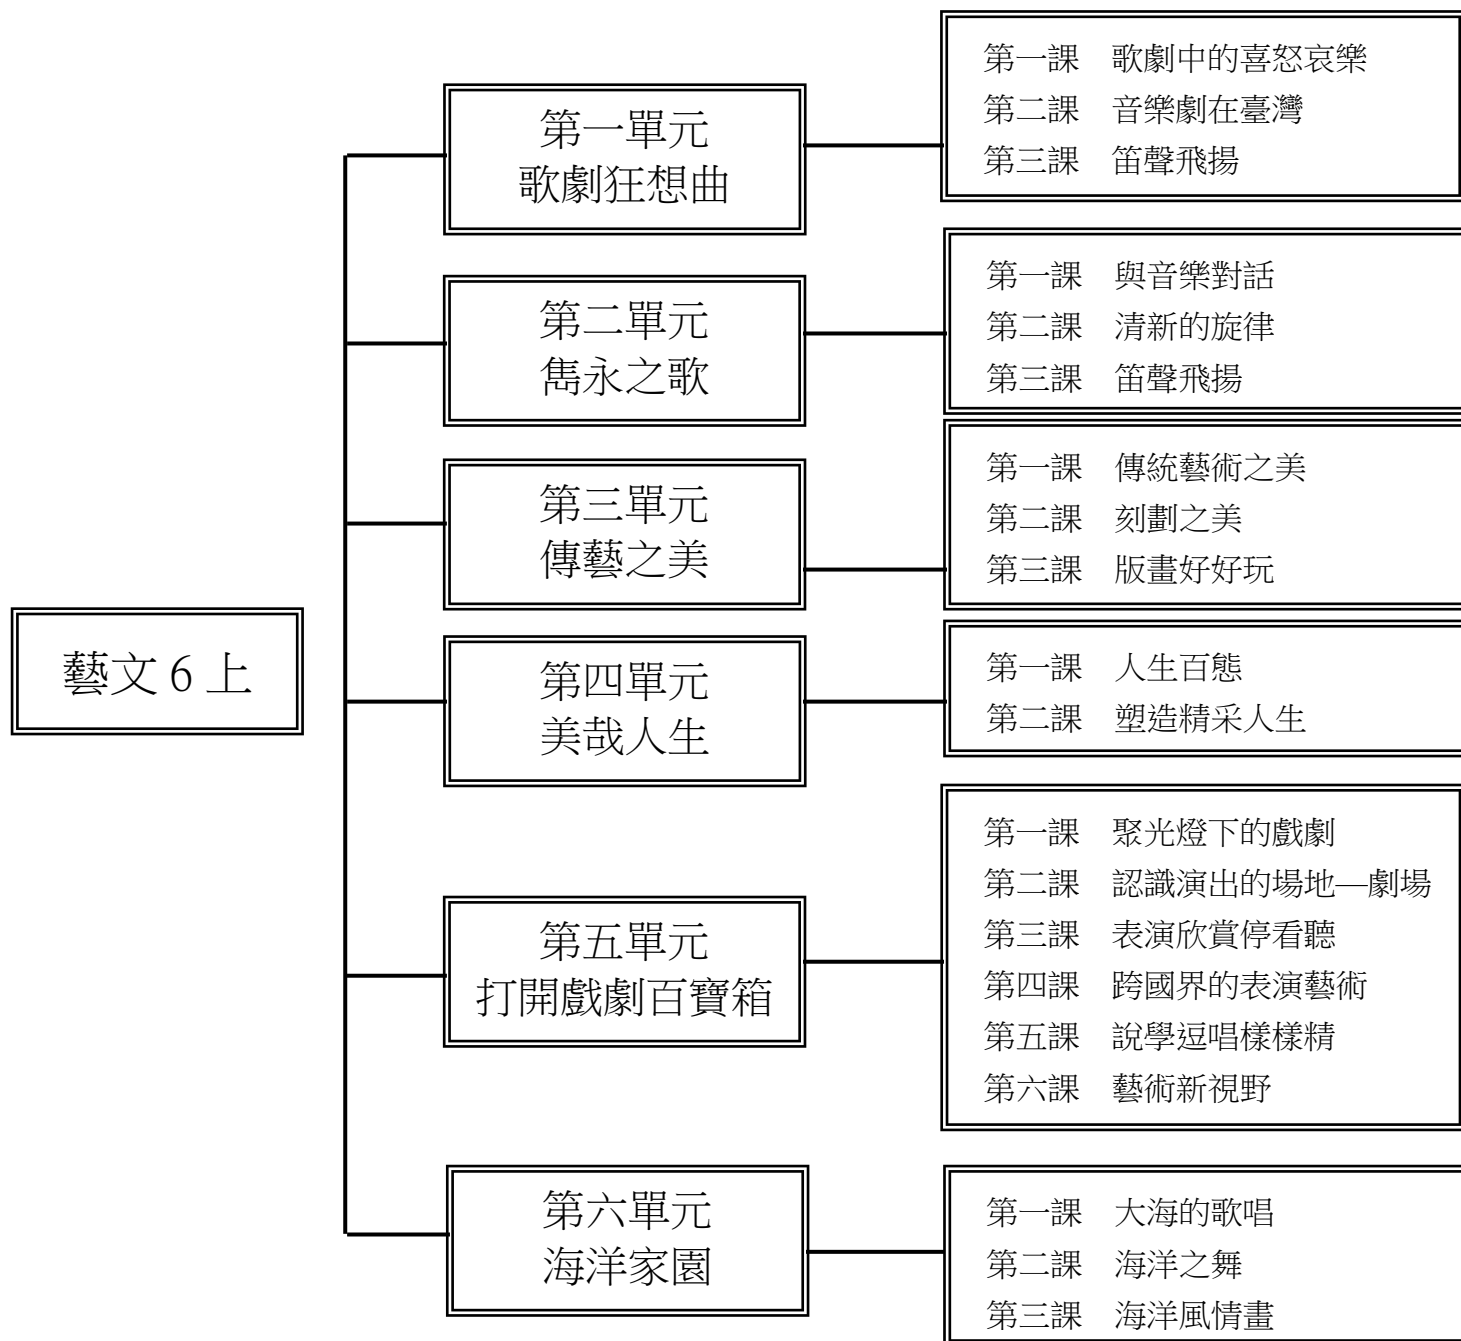 藝文 6 上
第一單元
歌劇狂想曲
第一課　歌劇中的喜怒哀樂
第二課　音樂劇在臺灣
第三課　笛聲飛揚
第二單元
雋永之歌
第一課　與音樂對話
第二課　清新的旋律
第三課　笛聲飛揚
第三單元
傳藝之美
第一課　傳統藝術之美
第二課　刻劃之美
第三課　版畫好好玩
第四單元
美哉人生
第一課　人生百態
第二課　塑造精采人生
第五單元
打開戲劇百寶箱
第一課　聚光燈下的戲劇
第二課　認識演出的場地—劇場
第三課　表演欣賞停看聽
第四課　跨國界的表演藝術
第五課　說學逗唱樣樣精
第六課　藝術新視野
第六單元
海洋家園
第一課　大海的歌唱
第二課　海洋之舞
第三課　海洋風情畫